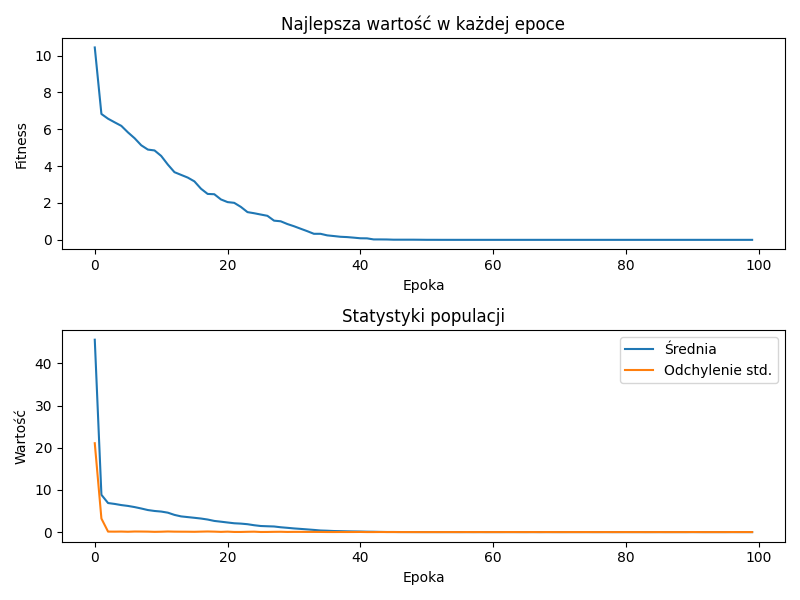 Najlepsza wartość w każdej epoce
10
8
6
4
2
0
Fitness
0 20 40 60 80 100
Epoka
Statystyki populacji
40
30
20
10
0
Wartość
Średnia
Odchylenie std.
0 20 40 60 80 100
Epoka